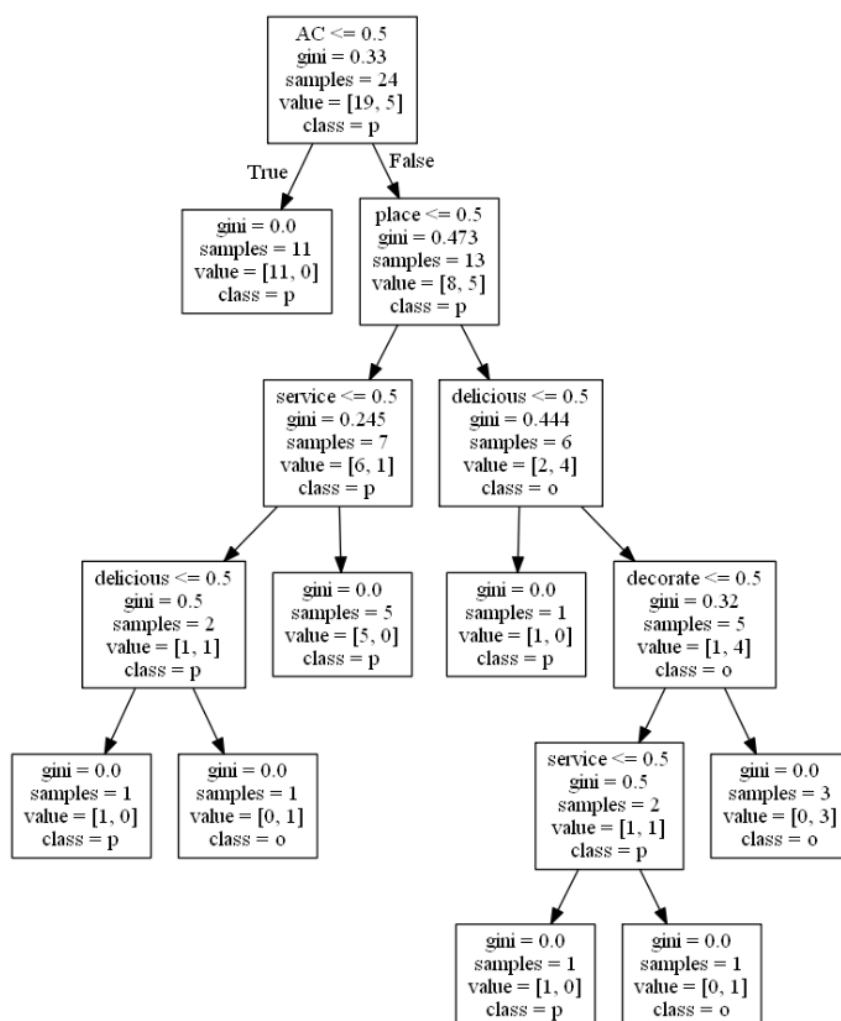 AC <= 0.5
gini = 0.33
samples = 24
value = [19, 5]
class = p
True
False
gini = 0.0
samples = 11
value = [11, 0]
class = p
place <= 0.5
gini = 0.473
samples = 13
value = [8, 5]
class = p
service <= 0.5
gini = 0.245
samples = 7
value = [6, 1]
class = p
delicious <= 0.5
gini = 0.444
samples = 6
value = [2, 4]
class = o
delicious <= 0.5
gini = 0.5
samples = 2
value = [1, 1]
class = p
gini = 0.0
samples = 5
value = [5, 0]
class = p
gini = 0.0
samples = 1
value = [1, 0]
class = p
decorate <= 0.5
gini = 0.32
samples = 5
value = [1, 4]
class = o
gini = 0.0
samples = 1
value = [1, 0]
class = p
gini = 0.0
samples = 1
value = [0, 1]
class = o
service <= 0.5
gini = 0.5
samples = 2
value = [1, 1]
class = p
gini = 0.0
samples = 3
value = [0, 3]
class = o
gini = 0.0
samples = 1
value = [1, 0]
class = p
gini = 0.0
samples = 1
value = [0, 1]
class = o